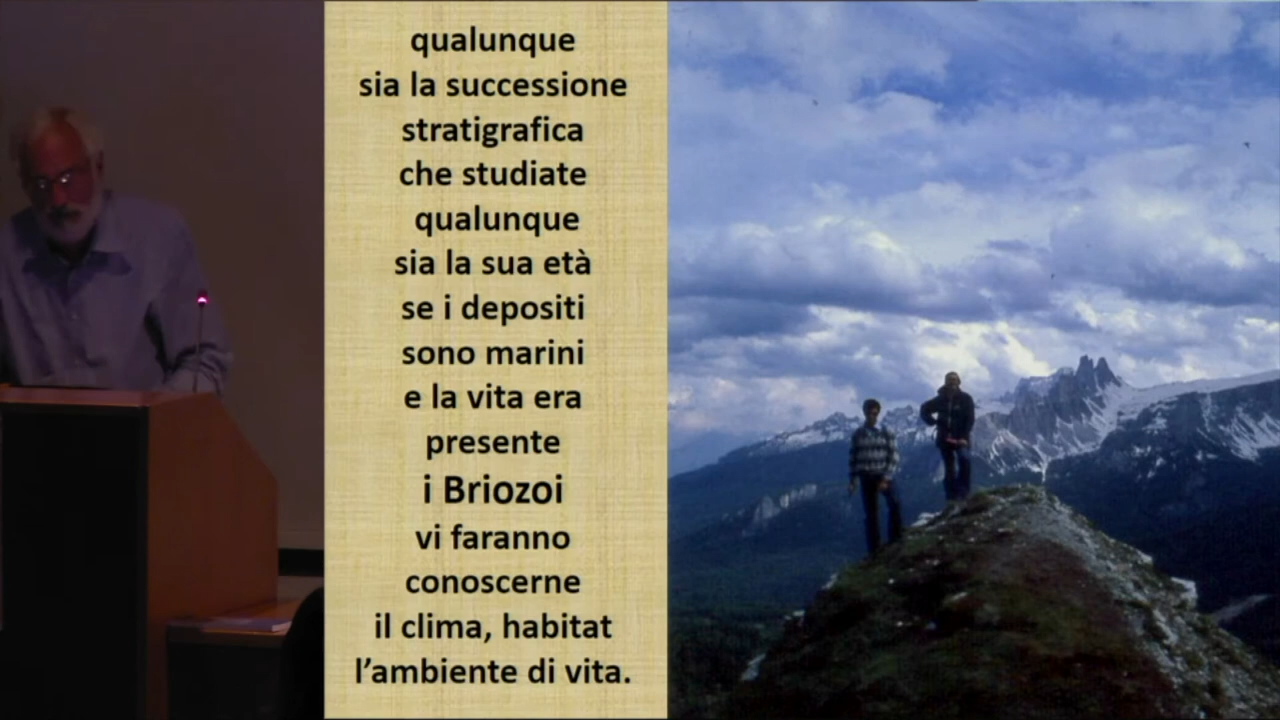 qualunque
sia la successione
stratigrafica
che studiate
qualunque
sia la sua età
se i depositi
sono marini
e la vita era
presente
i Briozoi
vi faranno
conoscerne
il clima, habitat
l'ambiente di vita.